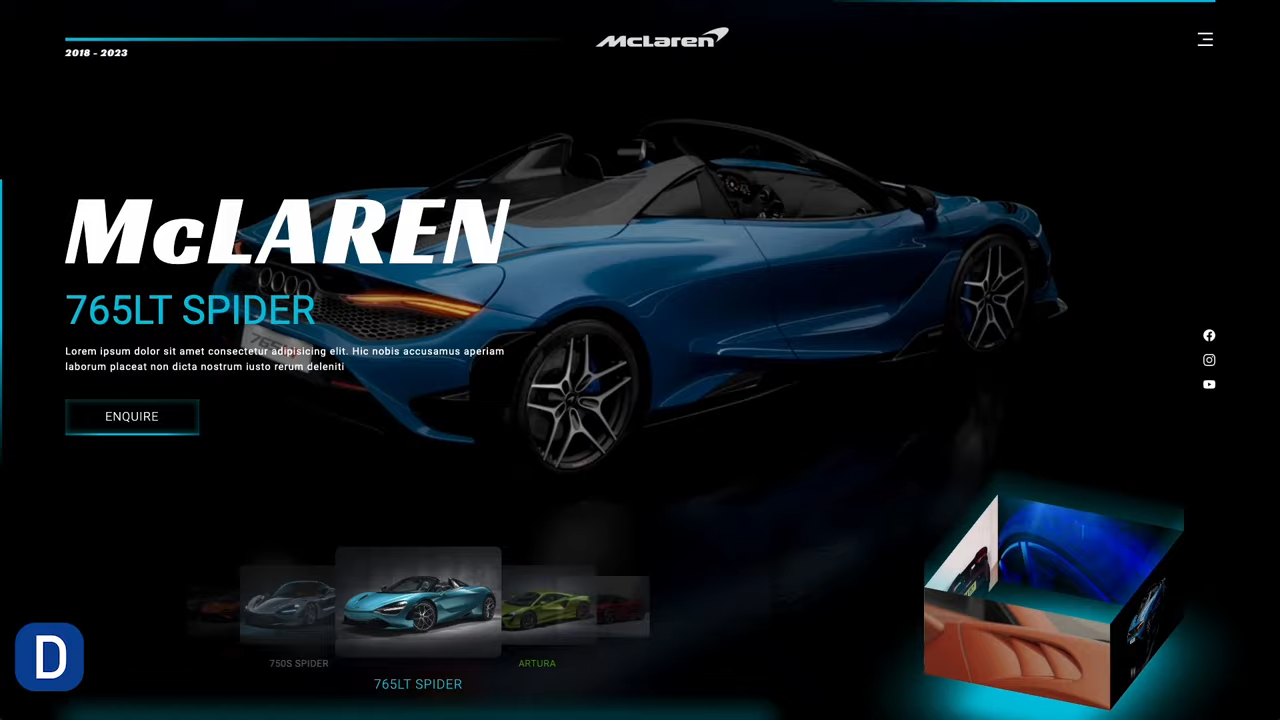 2018 - 2023
McLaren
McLAREN
765LT SPIDER
Lorem ipsum dolor sit amet consectetur adipisicing elit. Hic nobis accusamus aperiam
laborum placeat non dicta nostrum iusto rerum deleniti
ENQUIRE
750S SPIDER
765LT SPIDER
ARTURA
D